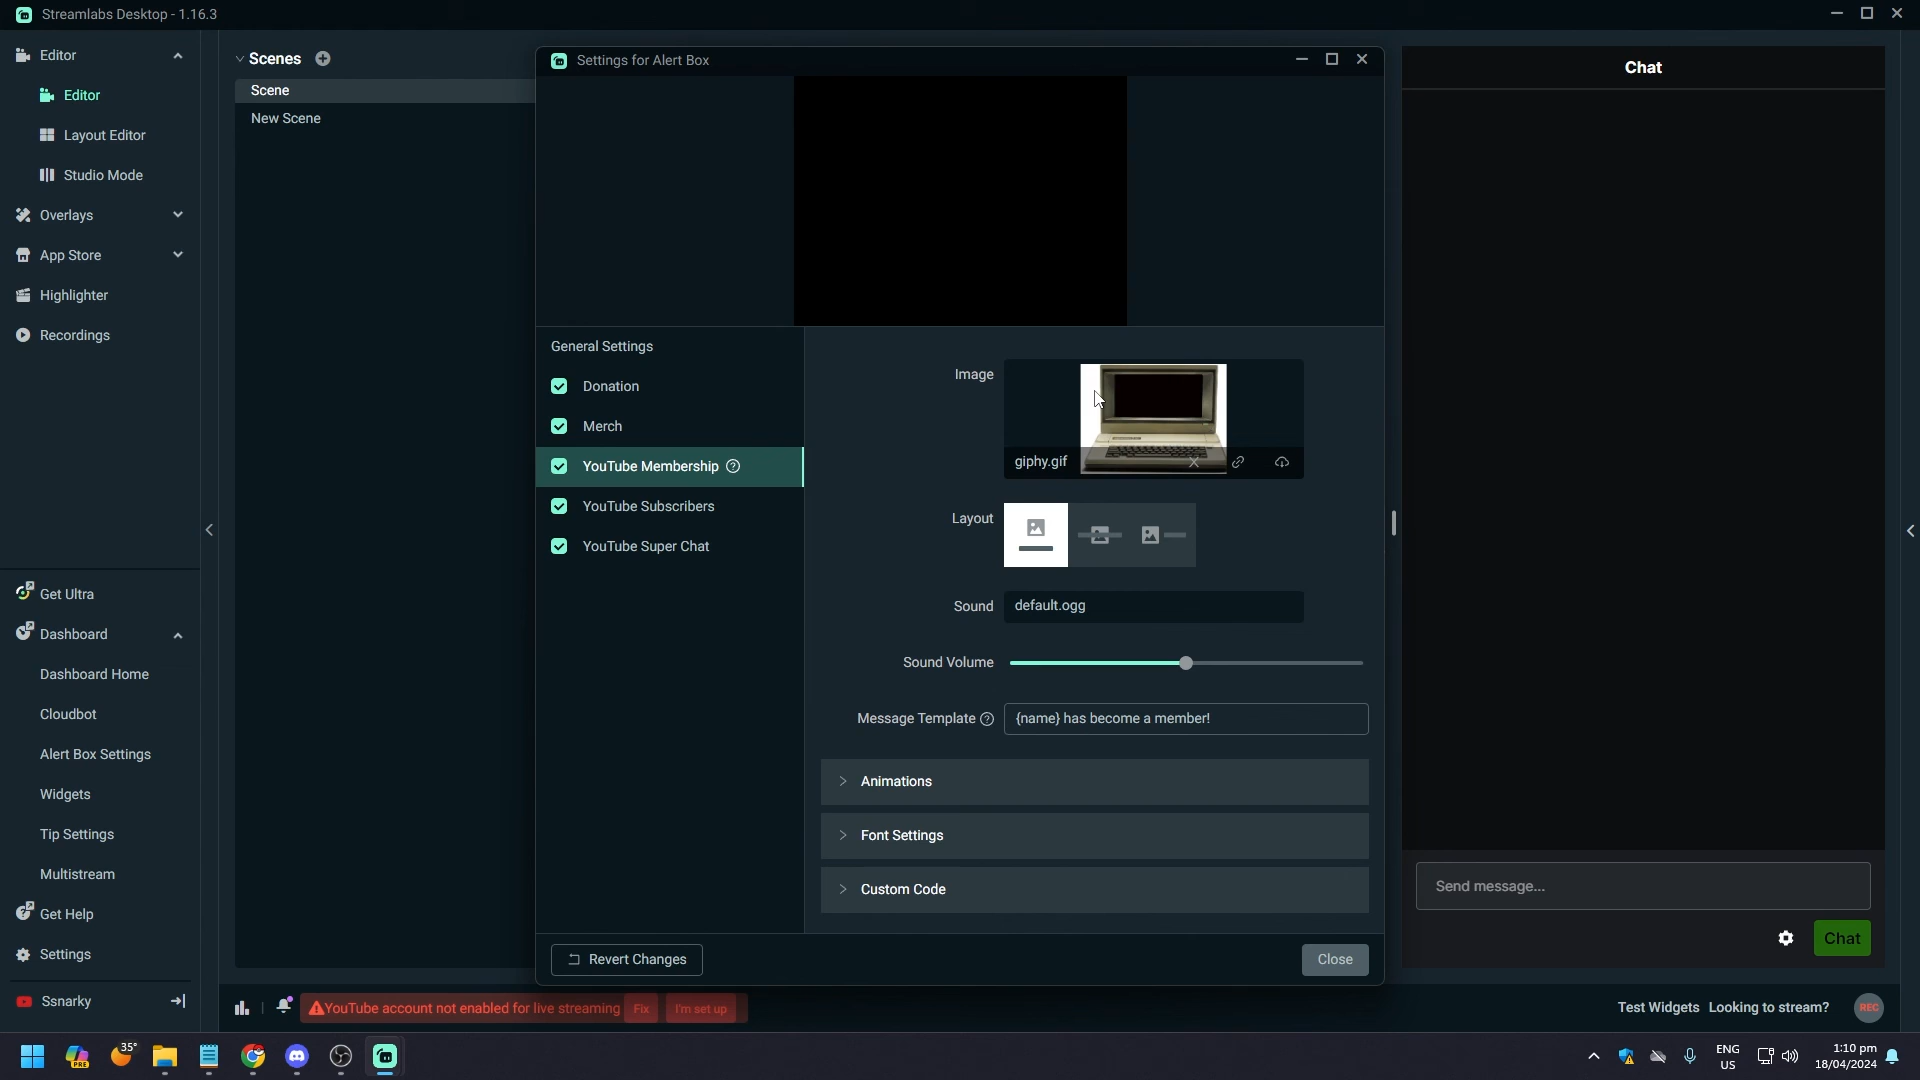 Streamlabs Desktop - 1.16.3
Editor
Editor
Layout Editor
Studio Mode
Overlays
App Store
Highlighter
Recordings
Get Ultra
Dashboard
Dashboard Home
Cloudbot
Alert Box Settings
Widgets
Tip Settings
Multistream
Get Help
Settings
Ssnarky
Scenes
Scene
New Scene
Settings for Alert Box
General Settings
Donation
Merch
YouTube Membership
YouTube Subscribers
YouTube Super Chat
Image
giphy.gif
Layout
Sound default.ogg
Sound Volume
Message Template {name} has become a member!
Animations
Font Settings
Custom Code
Revert Changes
Close
Chat
Send message...
Chat
YouTube account not enabled for live streaming Fix I'm set up
Test Widgets Looking to stream? REC
PRE
35°
ENG
US
1:10 pm
18/04/2024